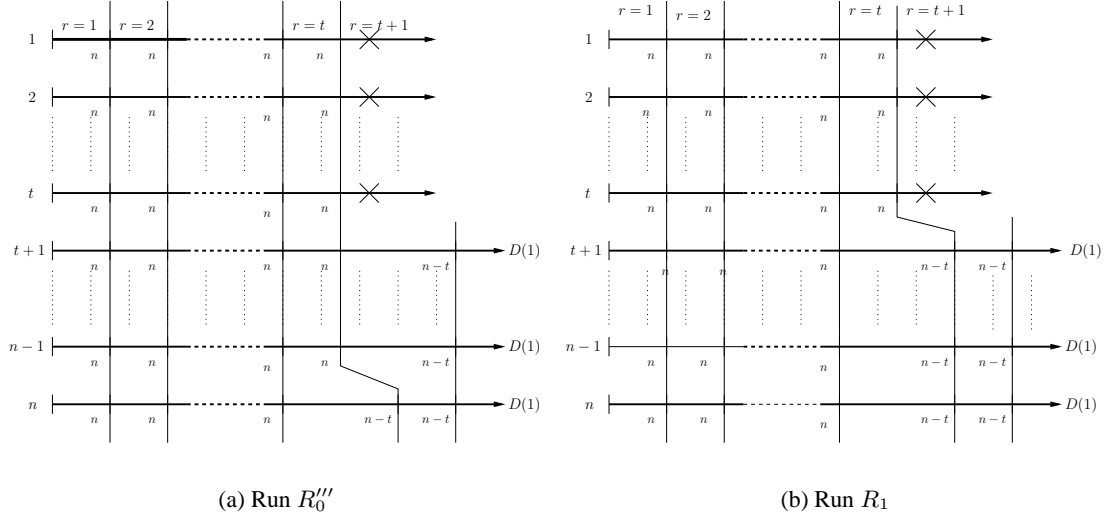 r = 1 r = 2 r = t r = t + 1
1
n n n n
2
n n n n
t
n n n n
t + 1 D(1)
n n n n n − t
n − 1 D(1)
n n n n n − t
n D(1)
n n n n − t n − t
(a) Run R₀′′′
r = 1 r = 2 r = t r = t + 1
1
n n n n
2
n n n n
t
n n n n
t + 1 D(1)
n n n n − t n − t
n − 1 D(1)
n n n n − t n − t
n D(1)
n n n n − t n − t
(b) Run R₁